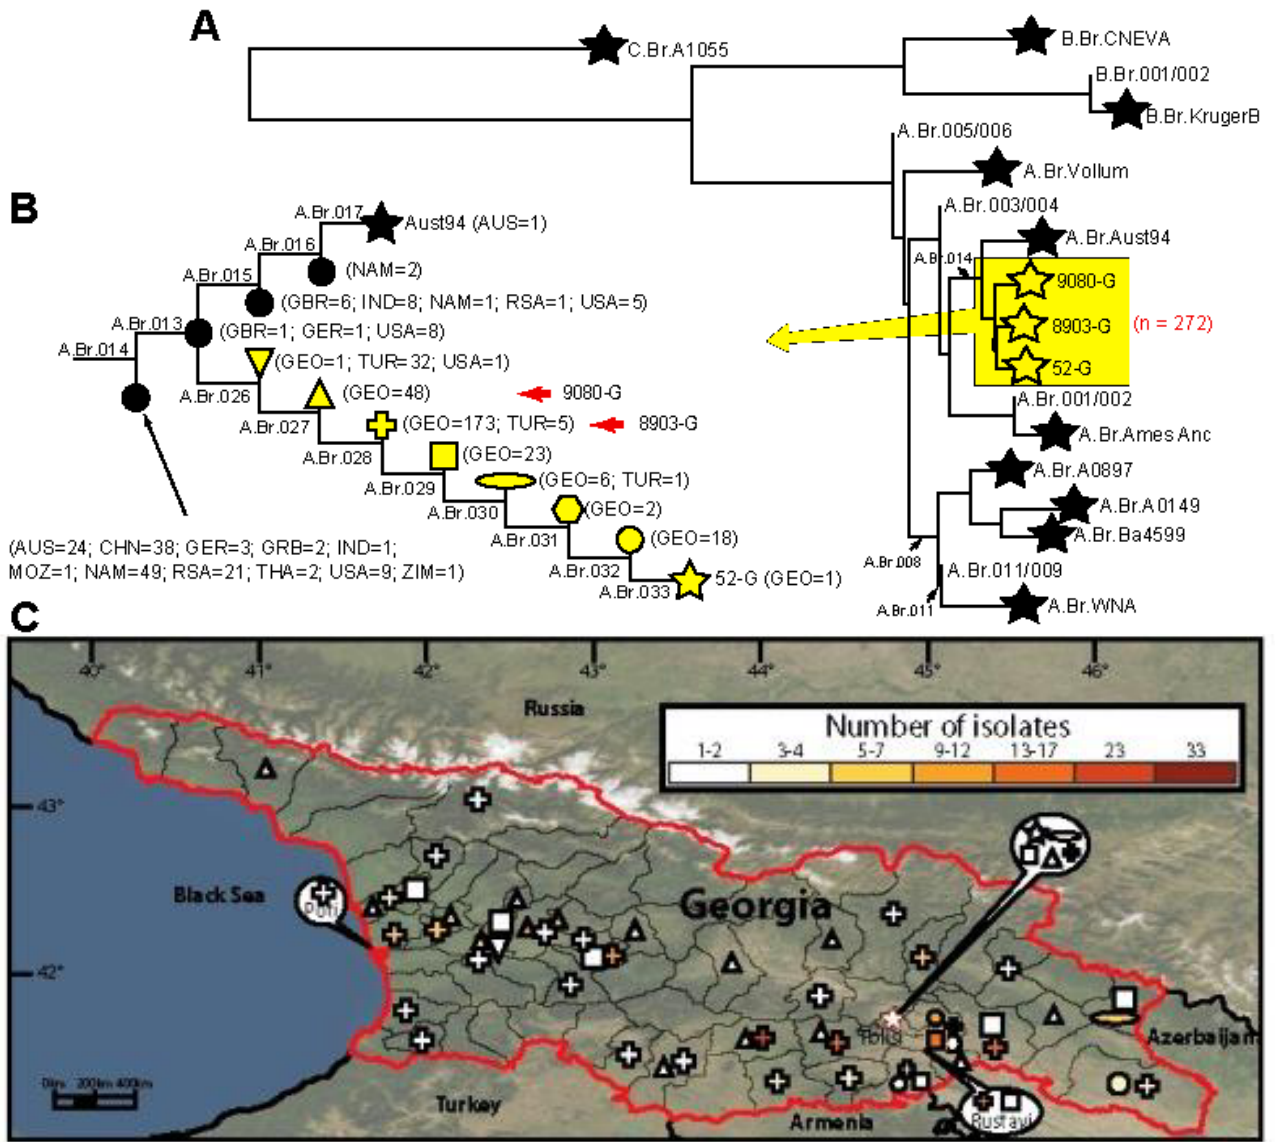 A
C.Br.A1055
B.Br.CNEVA
B.Br.001/002
B.Br.KrugerB
A.Br.005/006
A.Br.Vollum
A.Br.003/004
A.Br.Aust94
A.Br.014
9080-G
8903-G
(n = 272)
52-G
A.Br.001/002
A.Br.Ames Anc
A.Br.A0897
A.Br.A0149
A.Br.Ba4599
A.Br.008
A.Br.011/009
A.Br.011
A.Br.WNA
B
A.Br.017
Aust94 (AUS=1)
A.Br.016
(NAM=2)
A.Br.015
(GBR=6; IND=8; NAM=1; RSA=1; USA=5)
A.Br.013
(GBR=1; GER=1; USA=8)
A.Br.014
(GEO=1; TUR=32; USA=1)
A.Br.026
(GEO=48)
9080-G
A.Br.027
(GEO=173; TUR=5)
8903-G
A.Br.028
(GEO=23)
A.Br.029
(GEO=6; TUR=1)
A.Br.030
(GEO=2)
A.Br.031
(GEO=18)
A.Br.032
52-G (GEO=1)
A.Br.033
(AUS=24; CHN=38; GER=3; GRB=2; IND=1;
MOZ=1; NAM=49; RSA=21; THA=2; USA=9; ZIM=1)
C
40° 41° 42° 43° 44° 45° 46°
Russia
Number of isolates
1-2 3-4 5-7 9-12 13-17 23 33
43°
Black Sea
Poti
Georgia
42°
Tbilisi
Azerbaijan
0km 200km 400km
Turkey
Armenia
Rustavi